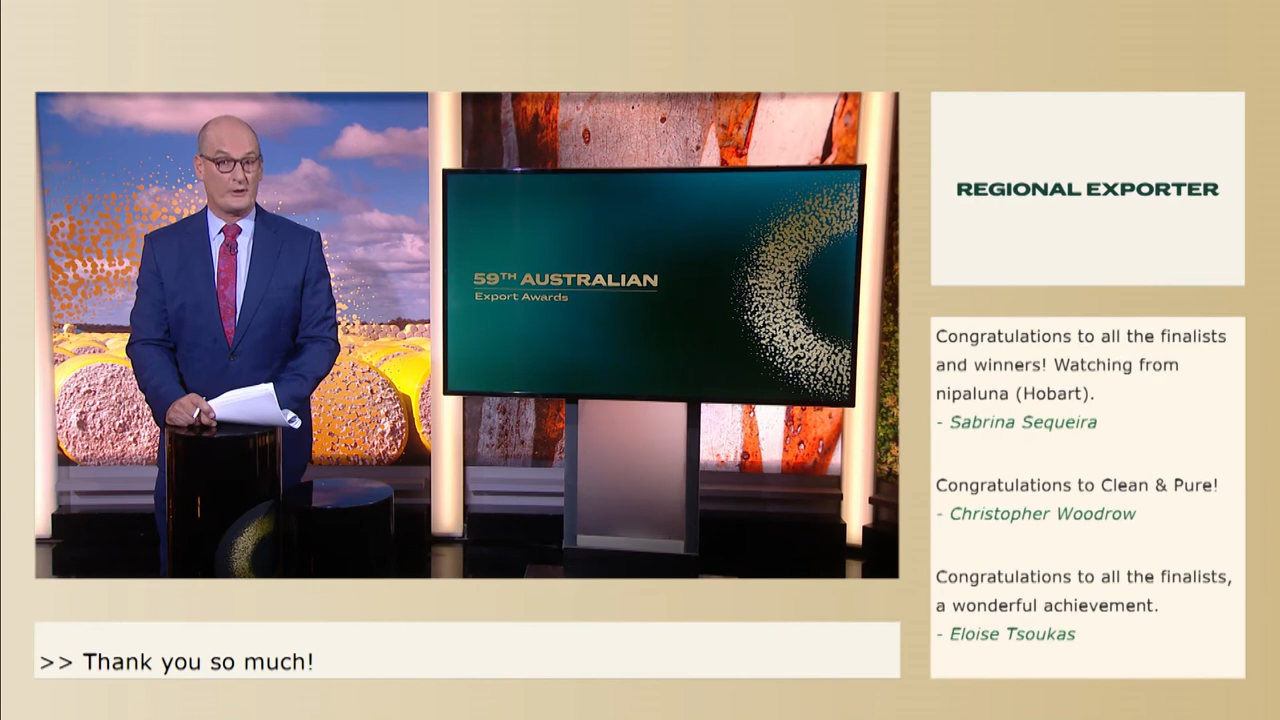 59TH AUSTRALIAN
Export Awards
REGIONAL EXPORTER
Congratulations to all the finalists
and winners! Watching from
nipaluna (Hobart).
- Sabrina Sequeira
Congratulations to Clean & Pure!
- Christopher Woodrow
Congratulations to all the finalists,
a wonderful achievement.
- Eloise Tsoukas
>> Thank you so much!